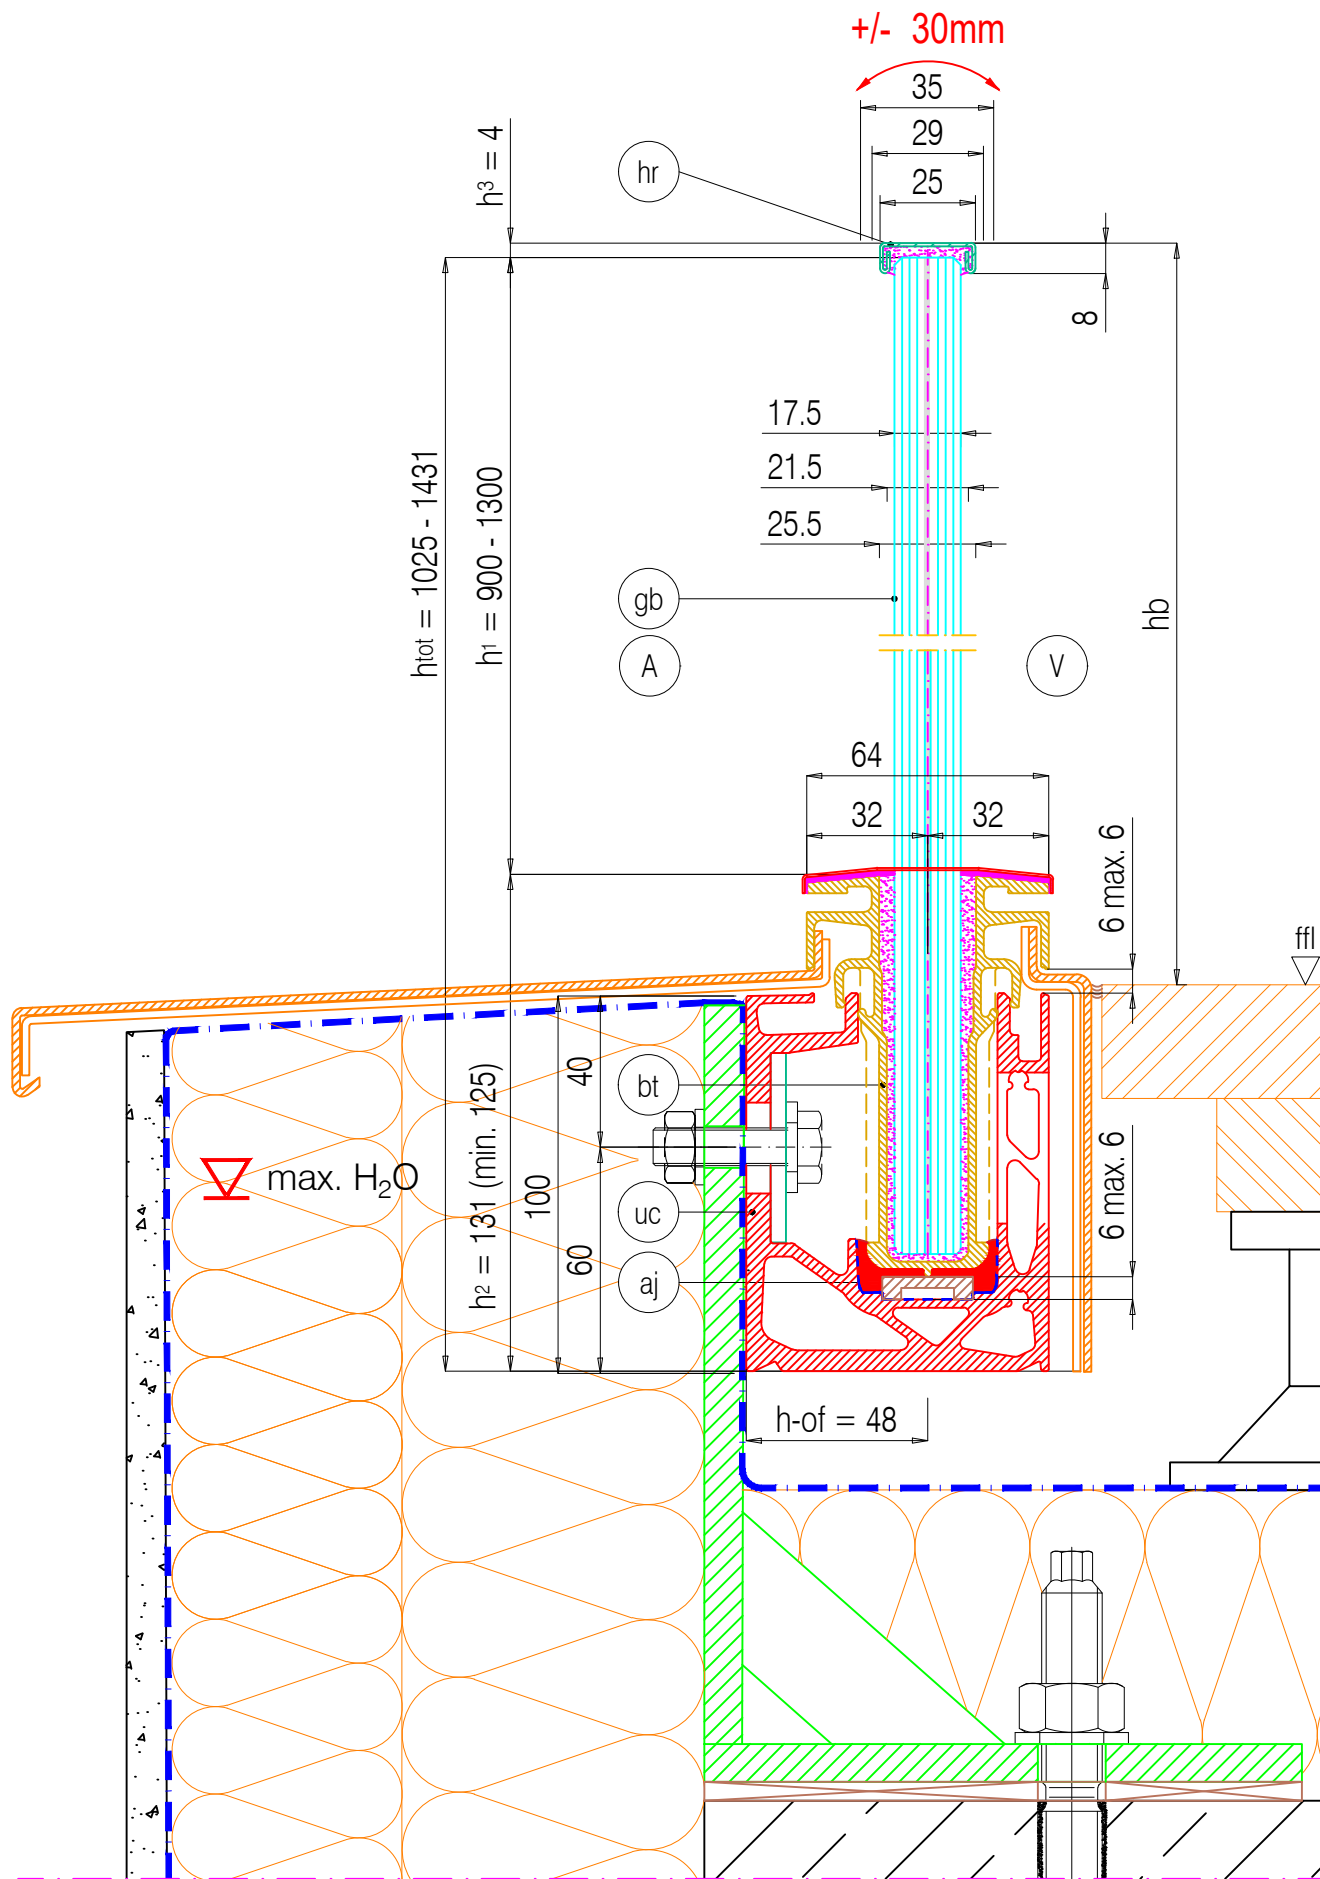 +/- 30mm
35
29
25
h³ = 4
hr
8
17.5
21.5
25.5
htot = 1025 - 1431
h1 = 900 - 1300
gb
A
V
hb
64
32
32
6 max. 6
ffl
h2 = 131 (min. 125)
40
bt
max. H₂O
100
60
uc
aj
6 max. 6
h-of = 48